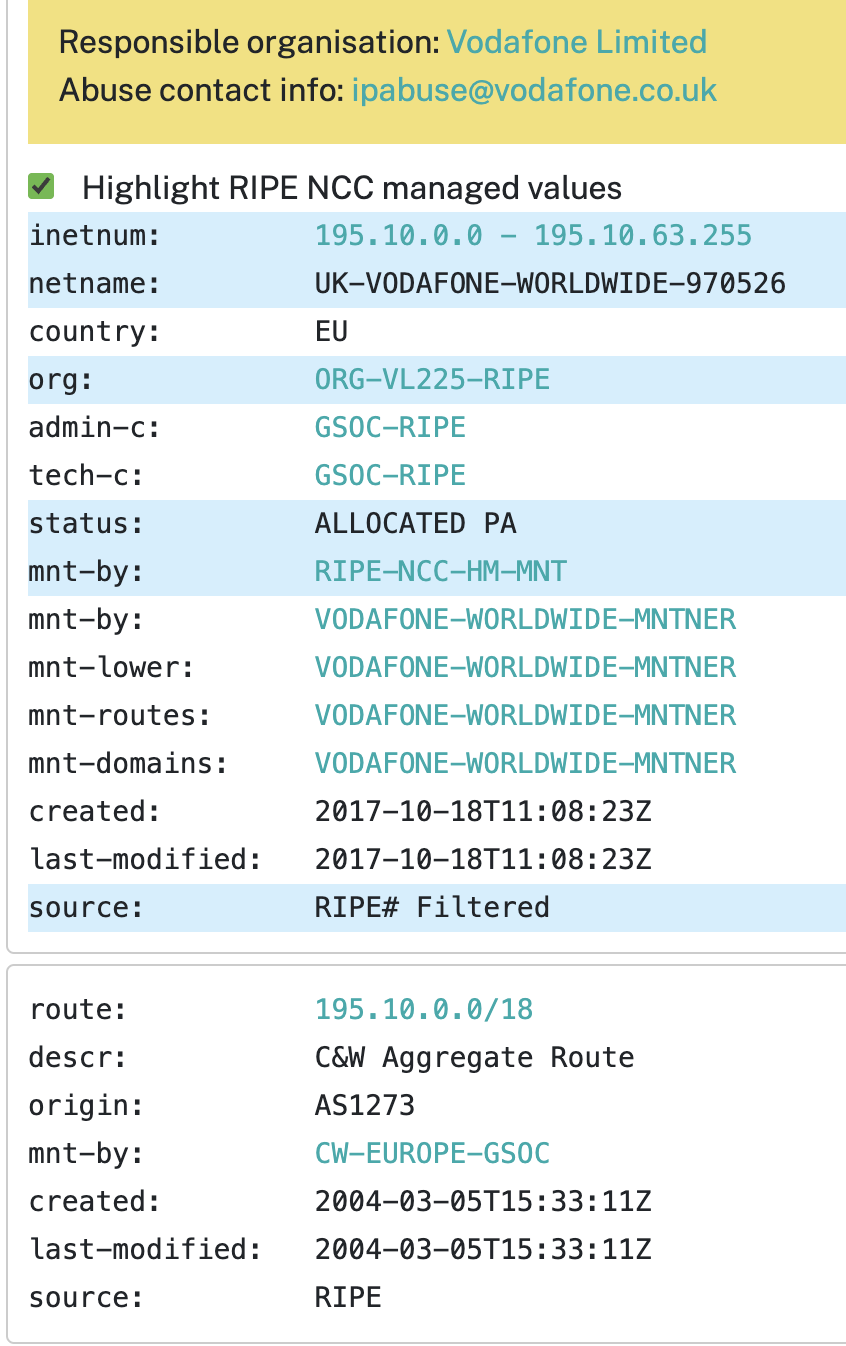 Responsible organisation: Vodafone Limited
Abuse contact info: ipabuse@vodafone.co.uk
Highlight RIPE NCC managed values
inetnum: 195.10.0.0 - 195.10.63.255
netname: UK-VODAFONE-WORLDWIDE-970526
country: EU
org: ORG-VL225-RIPE
admin-c: GSOC-RIPE
tech-c: GSOC-RIPE
status: ALLOCATED PA
mnt-by: RIPE-NCC-HM-MNT
mnt-by: VODAFONE-WORLDWIDE-MNTNER
mnt-lower: VODAFONE-WORLDWIDE-MNTNER
mnt-routes: VODAFONE-WORLDWIDE-MNTNER
mnt-domains: VODAFONE-WORLDWIDE-MNTNER
created: 2017-10-18T11:08:23Z
last-modified: 2017-10-18T11:08:23Z
source: RIPE# Filtered
route: 195.10.0.0/18
descr: C&W Aggregate Route
origin: AS1273
mnt-by: CW-EUROPE-GSOC
created: 2004-03-05T15:33:11Z
last-modified: 2004-03-05T15:33:11Z
source: RIPE